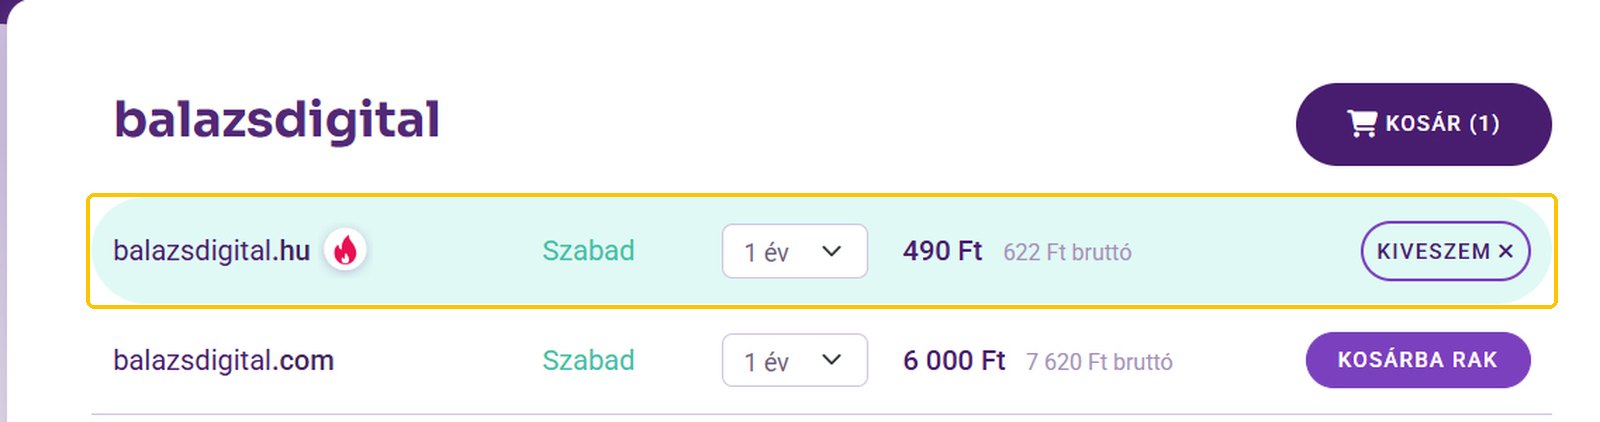 balazsdigital
KOSÁR (1)
balazsdigital.hu Szabad 1 év 490 Ft 622 Ft bruttó KIVESZEM ✕
balazsdigital.com Szabad 1 év 6 000 Ft 7 620 Ft bruttó KOSÁRBA RAK